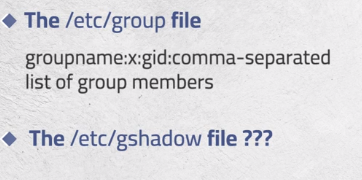 The /etc/group file
groupname:x:gid:comma-separated
list of group members
The /etc/gshadow file ???